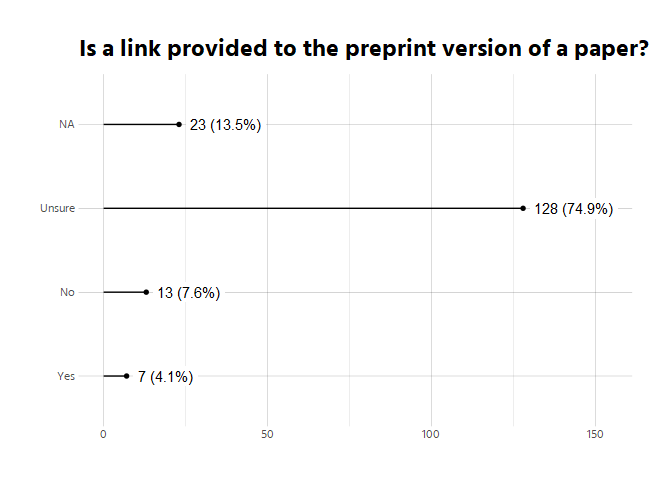 Is a link provided to the preprint version of a paper?
NA
23 (13.5%)
Unsure
128 (74.9%)
No
13 (7.6%)
Yes
7 (4.1%)
0
50
100
150